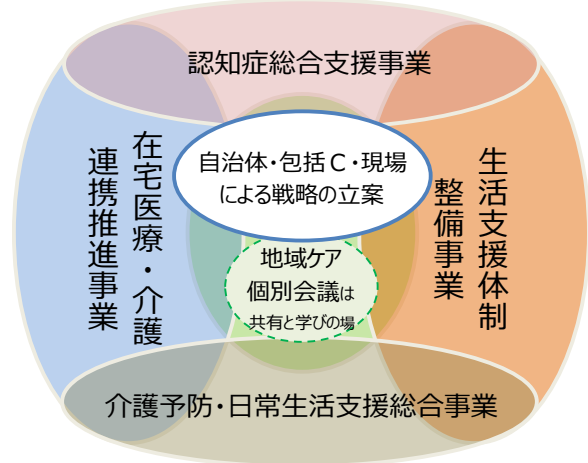 認知症総合支援事業
在宅医療・介護
連携推進事業
自治体・包括C・現場
による戦略の立案
生活支援体制
整備事業
地域ケア
個別会議は
共有と学びの場
介護予防・日常生活支援総合事業